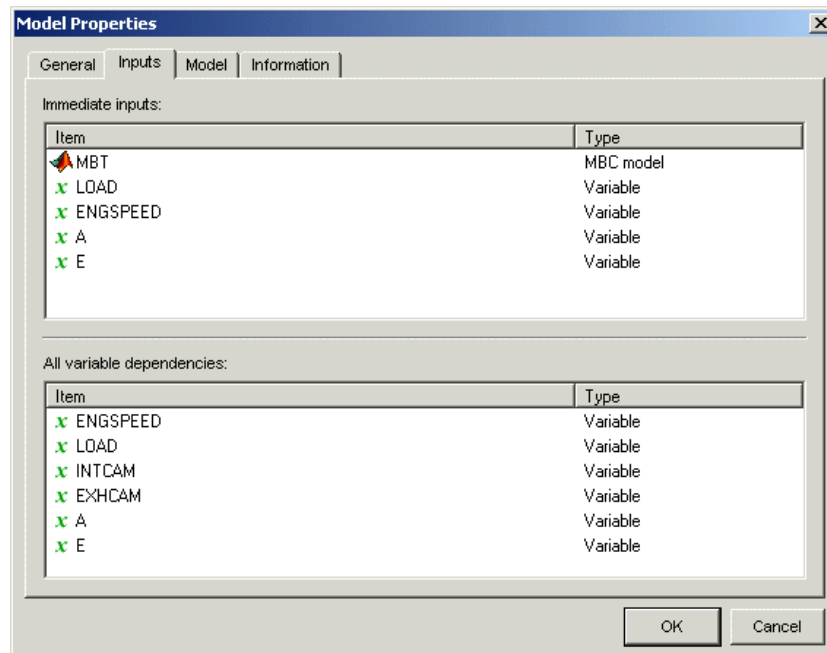 Model Properties
General Inputs Model Information
Immediate inputs:
Item Type
MBT MBC model
x LOAD Variable
x ENGSPEED Variable
x A Variable
x E Variable
All variable dependencies:
Item Type
x ENGSPEED Variable
x LOAD Variable
x INTCAM Variable
x EXHCAM Variable
x A Variable
x E Variable
OK Cancel